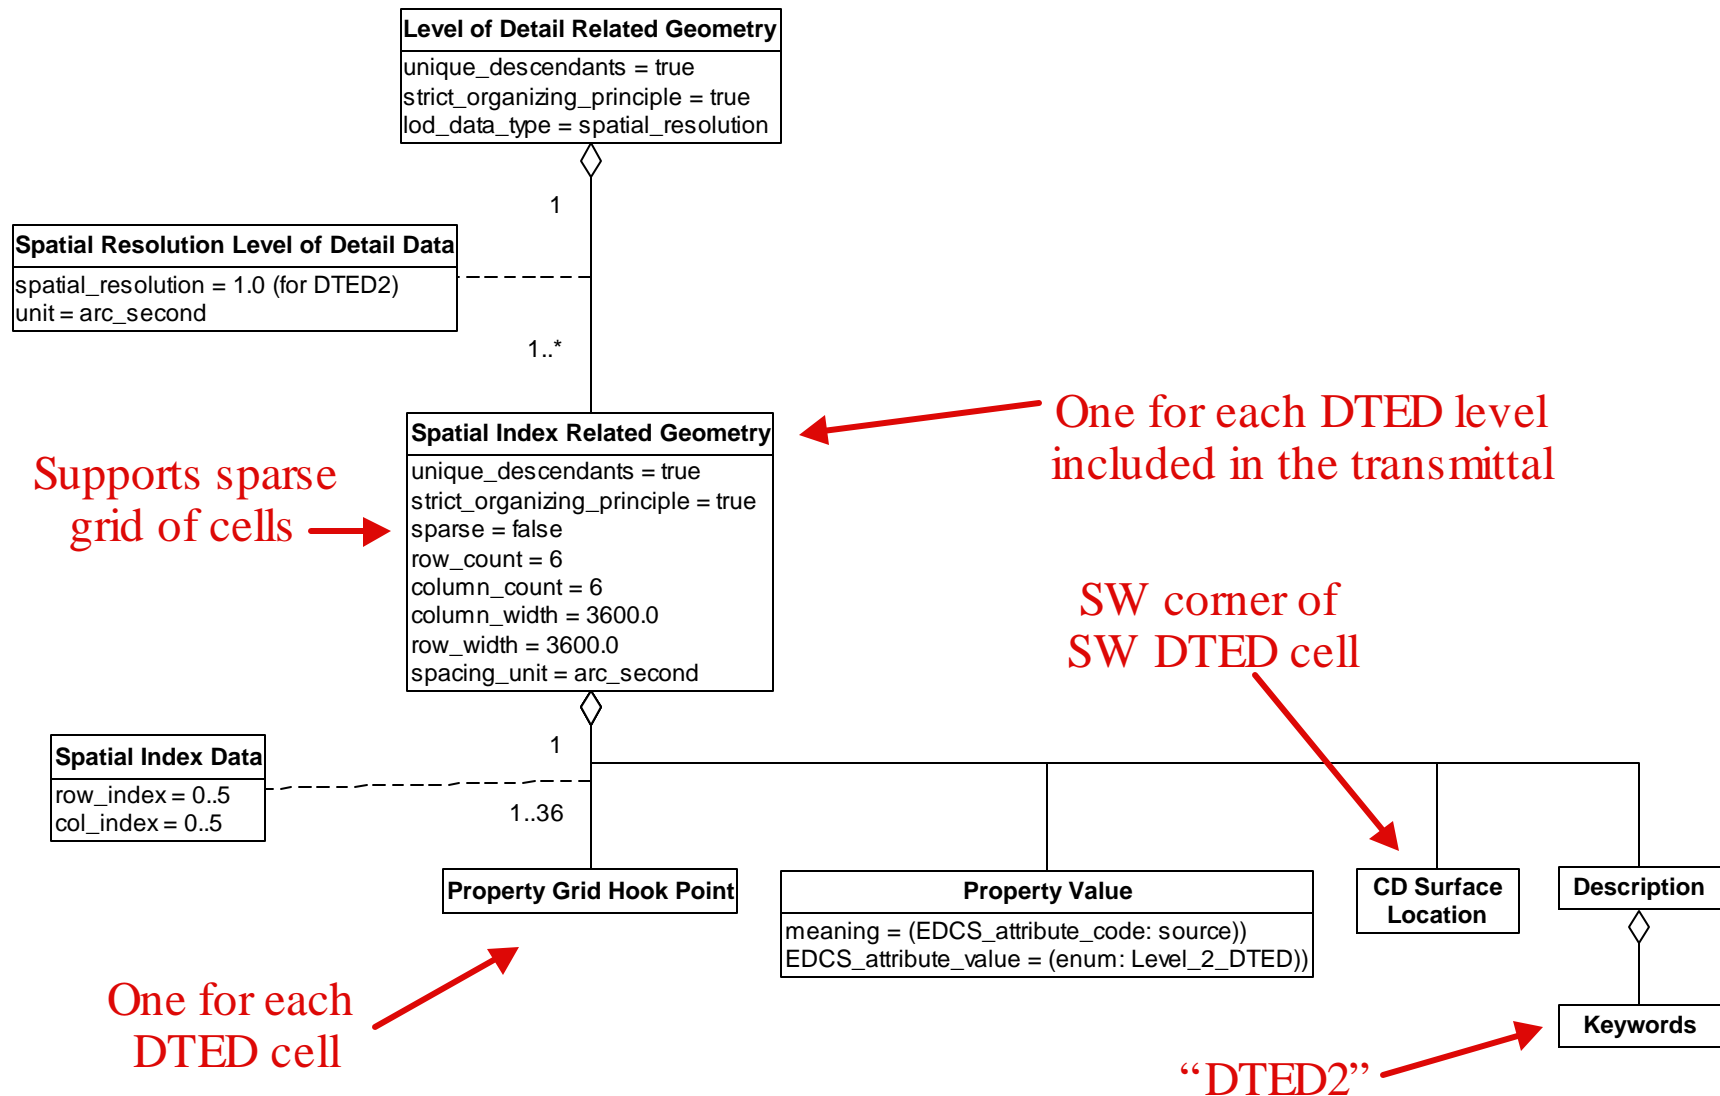 Level of Detail Related Geometry
unique_descendants = true
strict_organizing_principle = true
lod_data_type = spatial_resolution
1
Spatial Resolution Level of Detail Data
spatial_resolution = 1.0 (for DTED2)
unit = arc_second
1..*
One for each DTED level
included in the transmittal
Supports sparse
grid of cells
Spatial Index Related Geometry
unique_descendants = true
strict_organizing_principle = true
sparse = false
row_count = 6
column_count = 6
column_width = 3600.0
row_width = 3600.0
spacing_unit = arc_second
SW corner of
SW DTED cell
1
Spatial Index Data
row_index = 0..5
col_index = 0..5
1..36
Property Grid Hook Point
Property Value
meaning = (EDCS_attribute_code: source))
EDCS_attribute_value = (enum: Level_2_DTED))
CD Surface
Location
Description
One for each
DTED cell
Keywords
“DTED2”